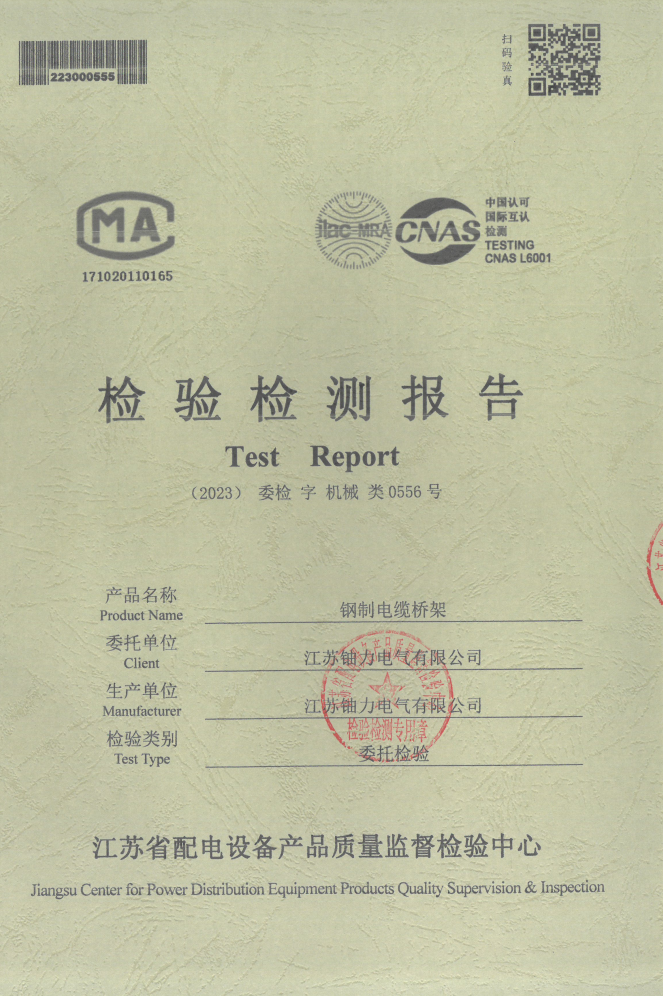 223000555
扫码验真
MA
171020110165
ilac-MRA
CNAS
中国认可
国际互认
检测
TESTING
CNAS L6001
检验检测报告
Test Report
（2023） 委检 字 机械 类 0556 号
产品名称
Product Name
钢制电缆桥架
委托单位
Client
江苏铀力电气有限公司
生产单位
Manufacturer
江苏铀力电气有限公司
检验类别
Test Type
委托检验
检验检测专用章
江苏省配电设备产品质量监督检验中心
Jiangsu Center for Power Distribution Equipment Products Quality Supervision & Inspection